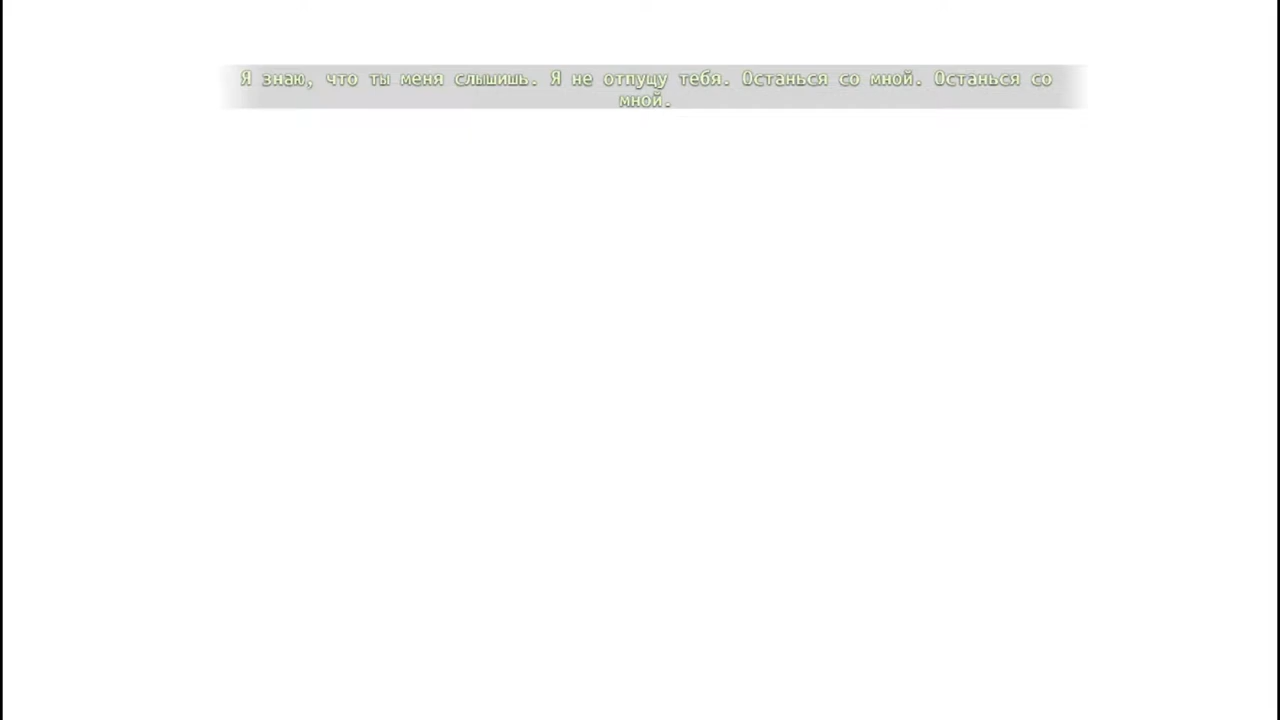 Я знаю, что ты меня слышишь. Я не отпущу тебя. Останься со мной. Останься со
мной.